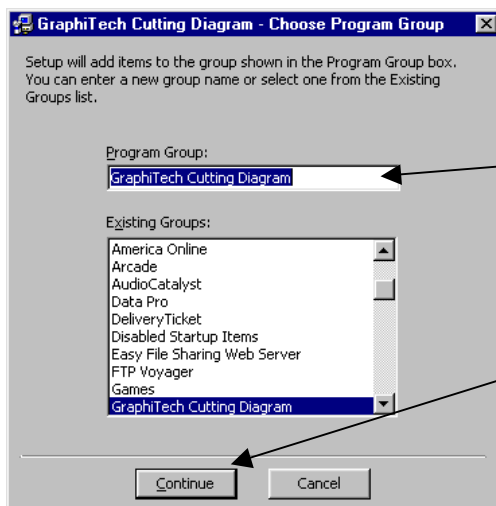 GraphiTech Cutting Diagram - Choose Program Group
Setup will add items to the group shown in the Program Group box.
You can enter a new group name or select one from the Existing
Groups list.
Program Group:
GraphiTech Cutting Diagram
Existing Groups:
America Online
Arcade
AudioCatalyst
Data Pro
DeliveryTicket
Disabled Startup Items
Easy File Sharing Web Server
FTP Voyager
Games
GraphiTech Cutting Diagram
Continue
Cancel